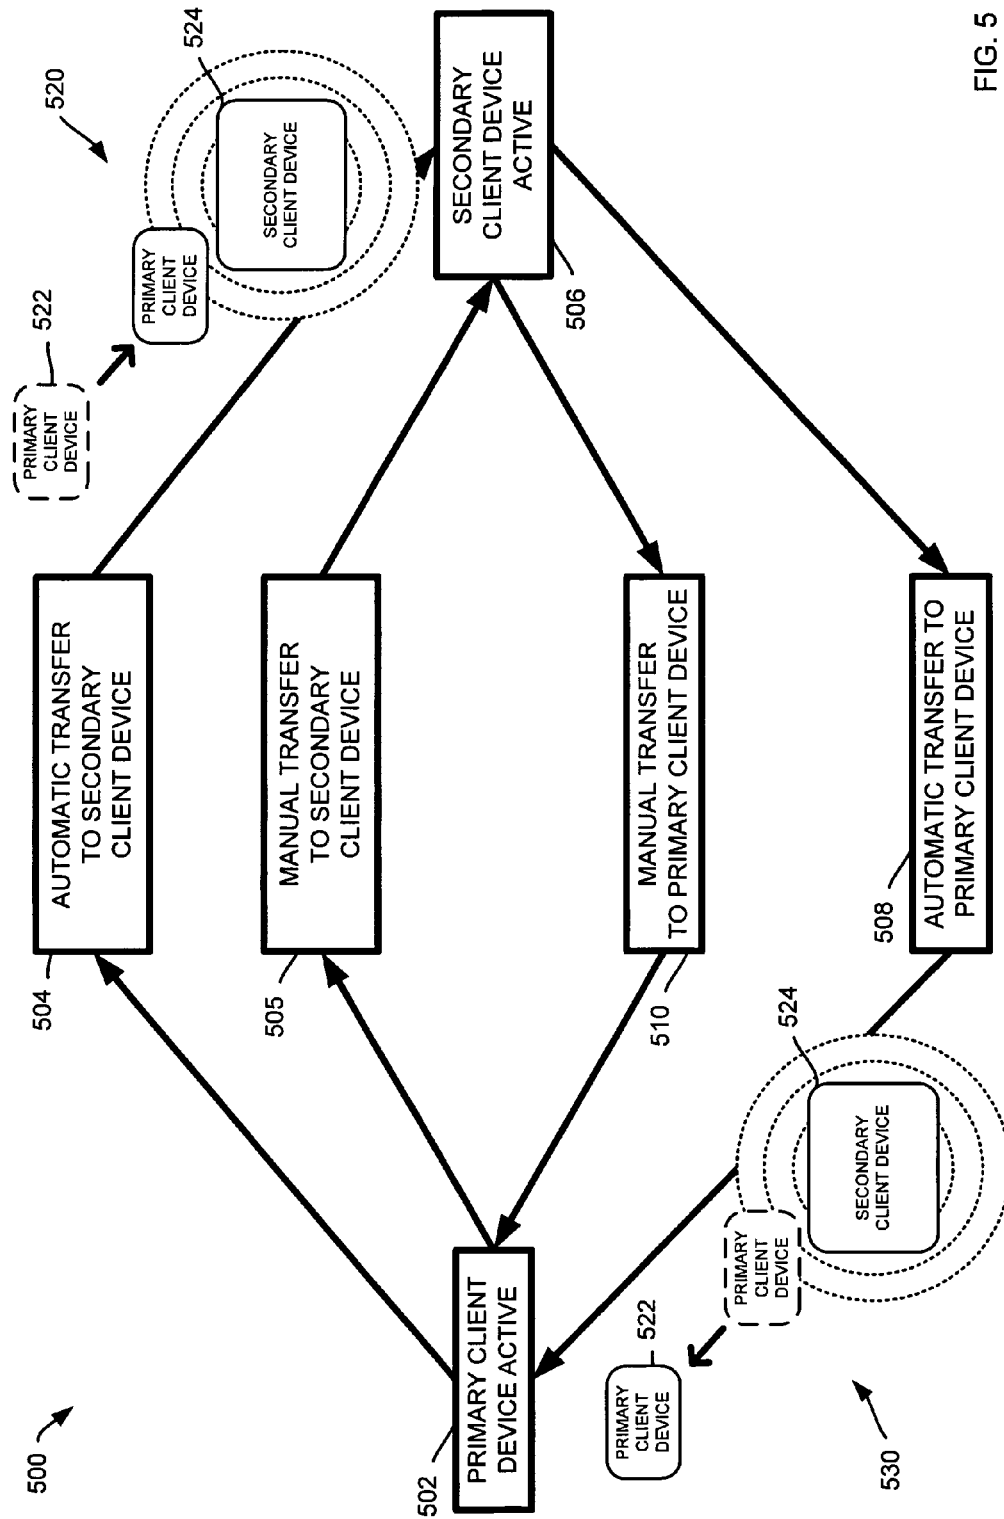 500
502
PRIMARY CLIENT
DEVICE ACTIVE
504
AUTOMATIC TRANSFER
TO SECONDARY
CLIENT DEVICE
505
MANUAL TRANSFER
TO SECONDARY
CLIENT DEVICE
510
MANUAL TRANSFER
TO PRIMARY CLIENT DEVICE
508
AUTOMATIC TRANSFER TO
PRIMARY CLIENT DEVICE
506
SECONDARY
CLIENT DEVICE
ACTIVE
520
522
PRIMARY
CLIENT
DEVICE
PRIMARY
CLIENT
DEVICE
524
SECONDARY
CLIENT DEVICE
530
522
PRIMARY
CLIENT
DEVICE
PRIMARY
CLIENT
DEVICE
524
SECONDARY
CLIENT DEVICE
FIG. 5